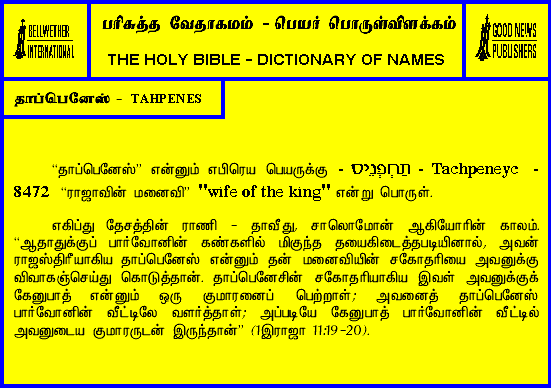 BELLWETHER
INTERNATIONAL
பரிசுத்த வேதாகமம் - பெயர் பொருள்விளக்கம்
THE HOLY BIBLE - DICTIONARY OF NAMES
GOOD NEWS
PUBLISHERS
தாப்பெனேஸ் - TAHPENES
“தாப்பெனேஸ்” என்னும் எபிரெய பெயருக்கு - תַּחְפְּנֵיס - Tachpeneyc -
8472 “ராஜாவின் மனைவி” "wife of the king" என்று பொருள்.
எகிப்து தேசத்தின் ராணி - தாவீது, சாலொமோன் ஆகியோரின் காலம்.
“ஆதாதுக்குப் பார்வோனின் கண்களில் மிகுந்த தயைகிடைத்தபடியினால், அவன்
ராஜஸ்திரீயாகிய தாப்பெனேஸ் என்னும் தன் மனைவியின் சகோதரியை அவனுக்கு
விவாகஞ்செய்து கொடுத்தான். தாப்பெனேசின் சகோதரியாகிய இவள் அவனுக்குக்
கேனுபாத் என்னும் ஒரு குமாரனைப் பெற்றாள்; அவனைத் தாப்பெனேஸ்
பார்வோனின் வீட்டிலே வளர்த்தாள்; அப்படியே கேனுபாத் பார்வோனின் வீட்டில்
அவனுடைய குமாரருடன் இருந்தான்” (1இராஜா 11:19-20).